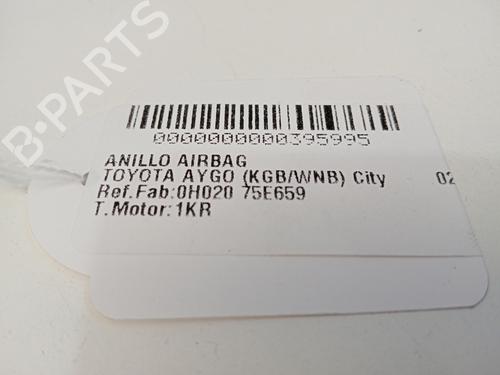 B-PARTS
0000000000395995
ANILLO AIRBAG
TOYOTA AYGO (KGB/WNB) City 02
Ref.Fab:0H020 75E659
T.Motor:1KR